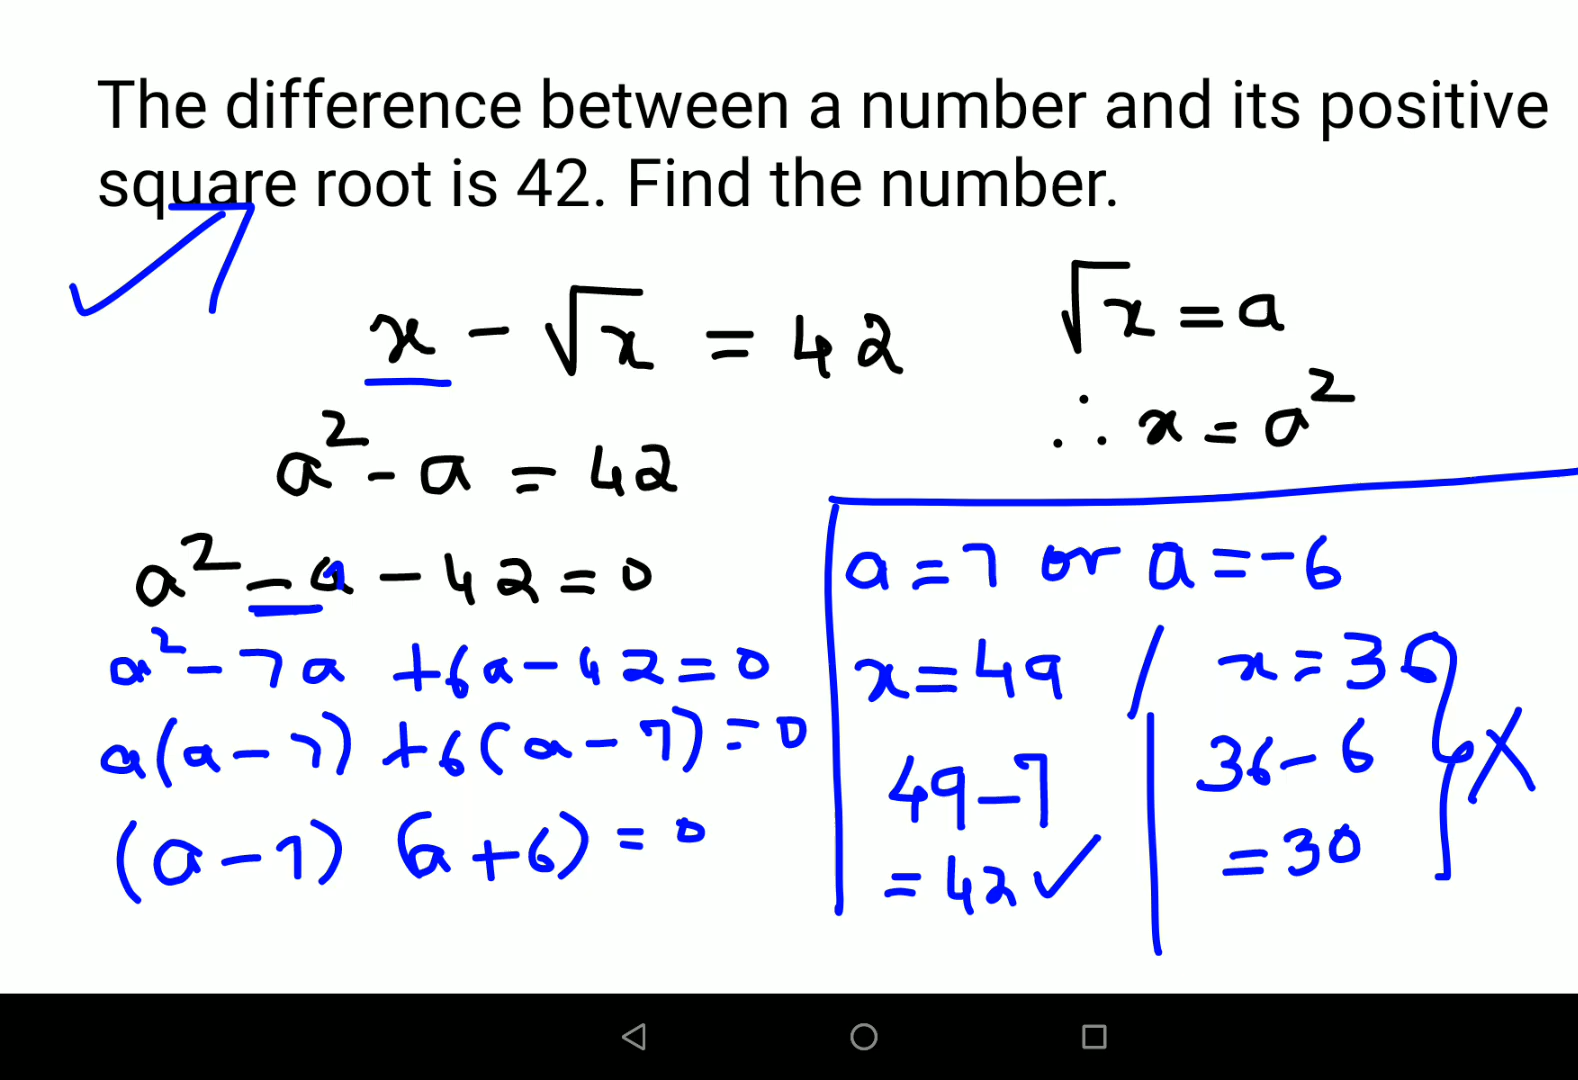 The difference between a number and its positive
square root is 42. Find the number.
x - √x = 42
√x = a
∴ x = a²
a² - a = 42
a² - a - 42 = 0
a² - 7a + 6a - 42 = 0
a(a - 7) + 6(a - 7) = 0
(a - 7) (a + 6) = 0
a = 7 or a = -6
x = 49 / x = 36
49 - 7
= 42 ✓
36 - 6
= 30
X